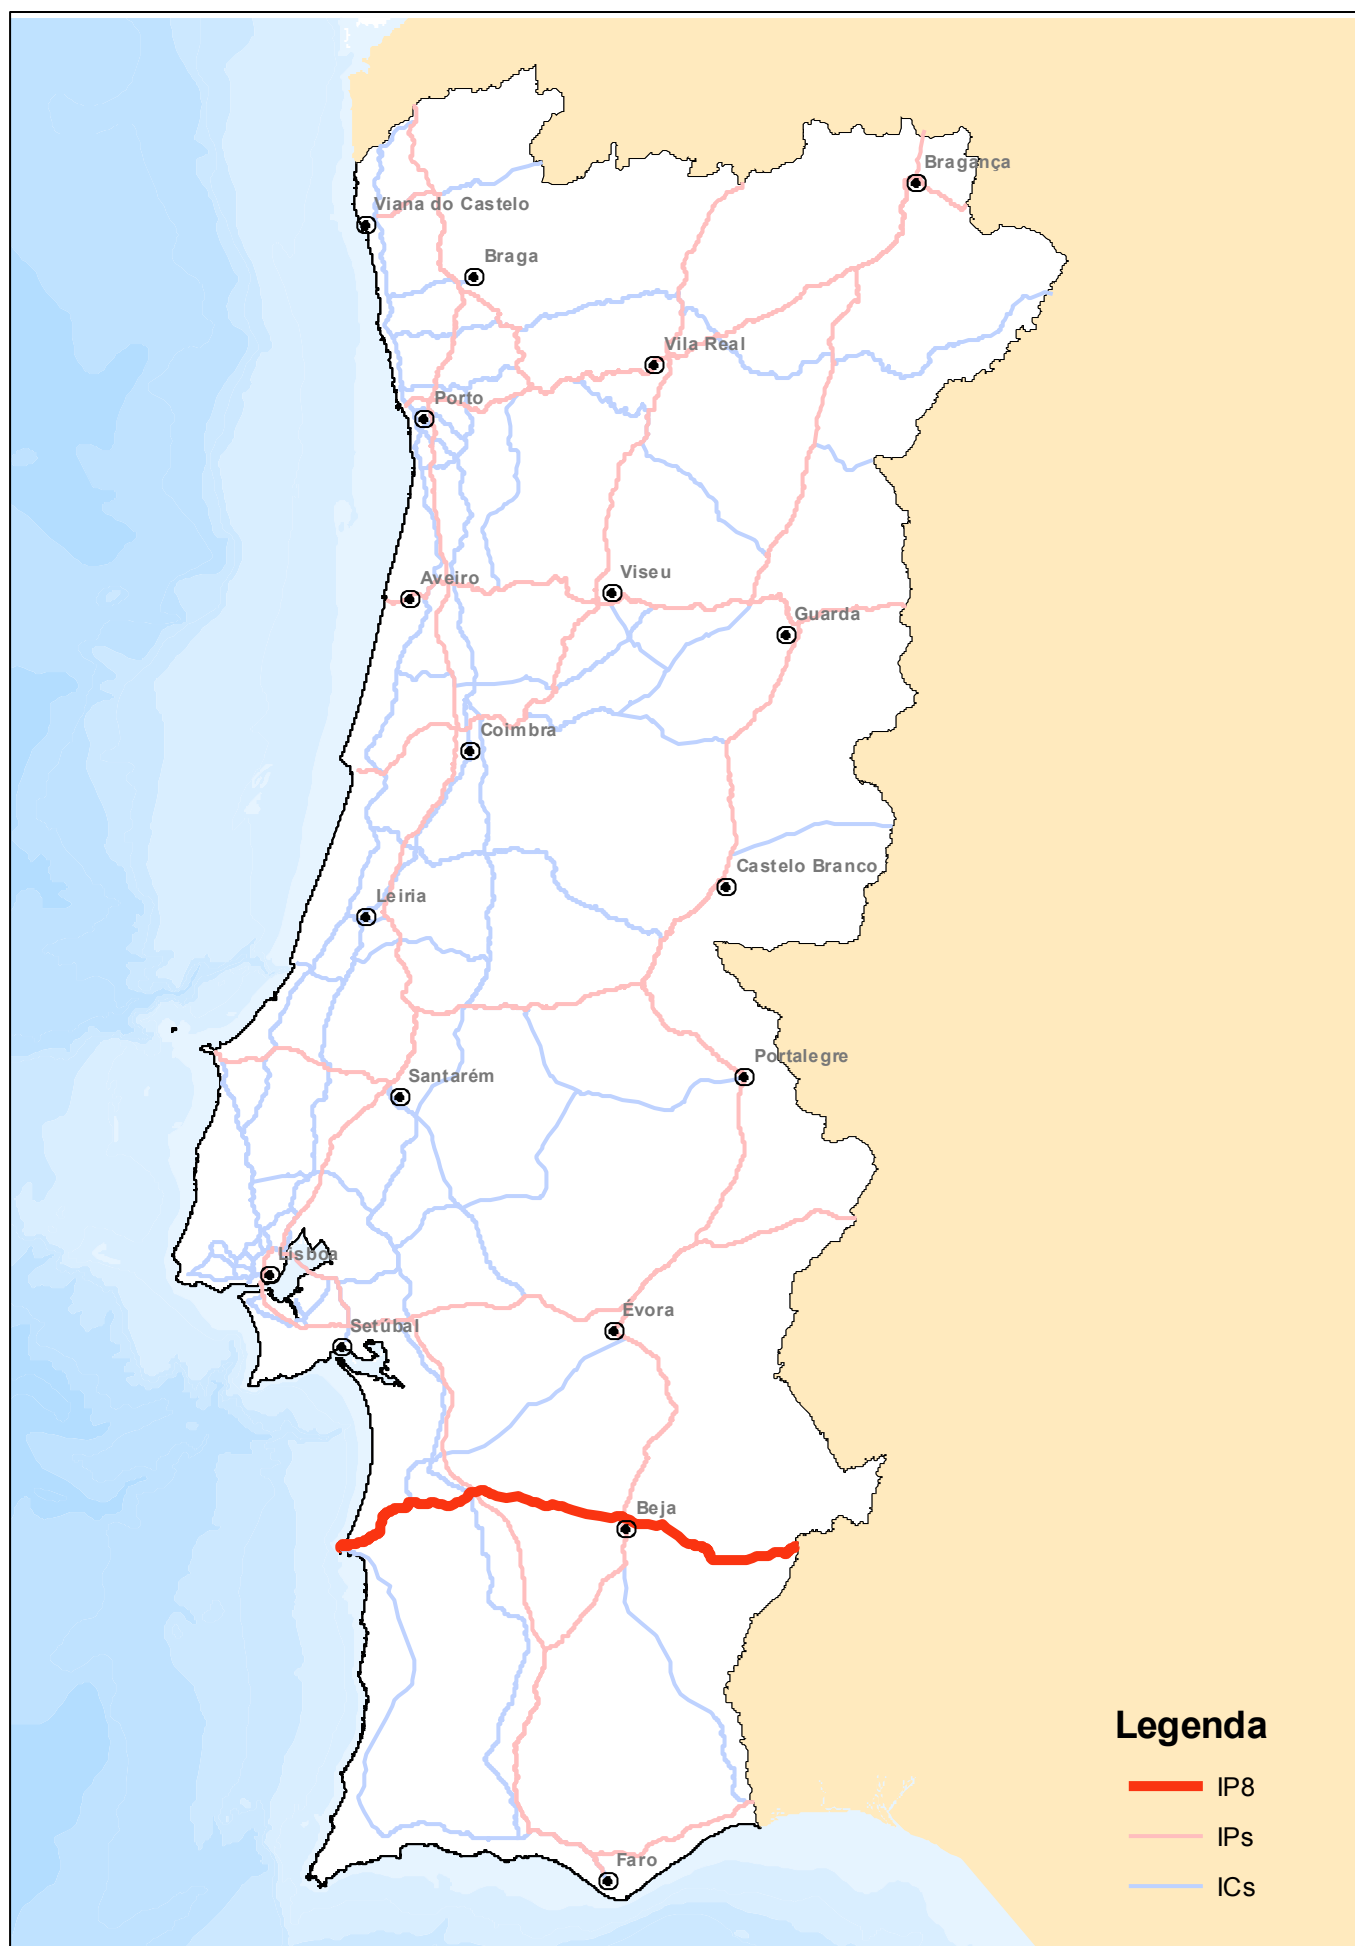 Bragança
Viana do Castelo
Braga
Vila Real
Porto
Aveiro
Viseu
Guarda
Coimbra
Castelo Branco
Leiria
Portalegre
Santarém
Lisboa
Évora
Setúbal
Beja
Legenda
IP8
IPs
Faro
ICs